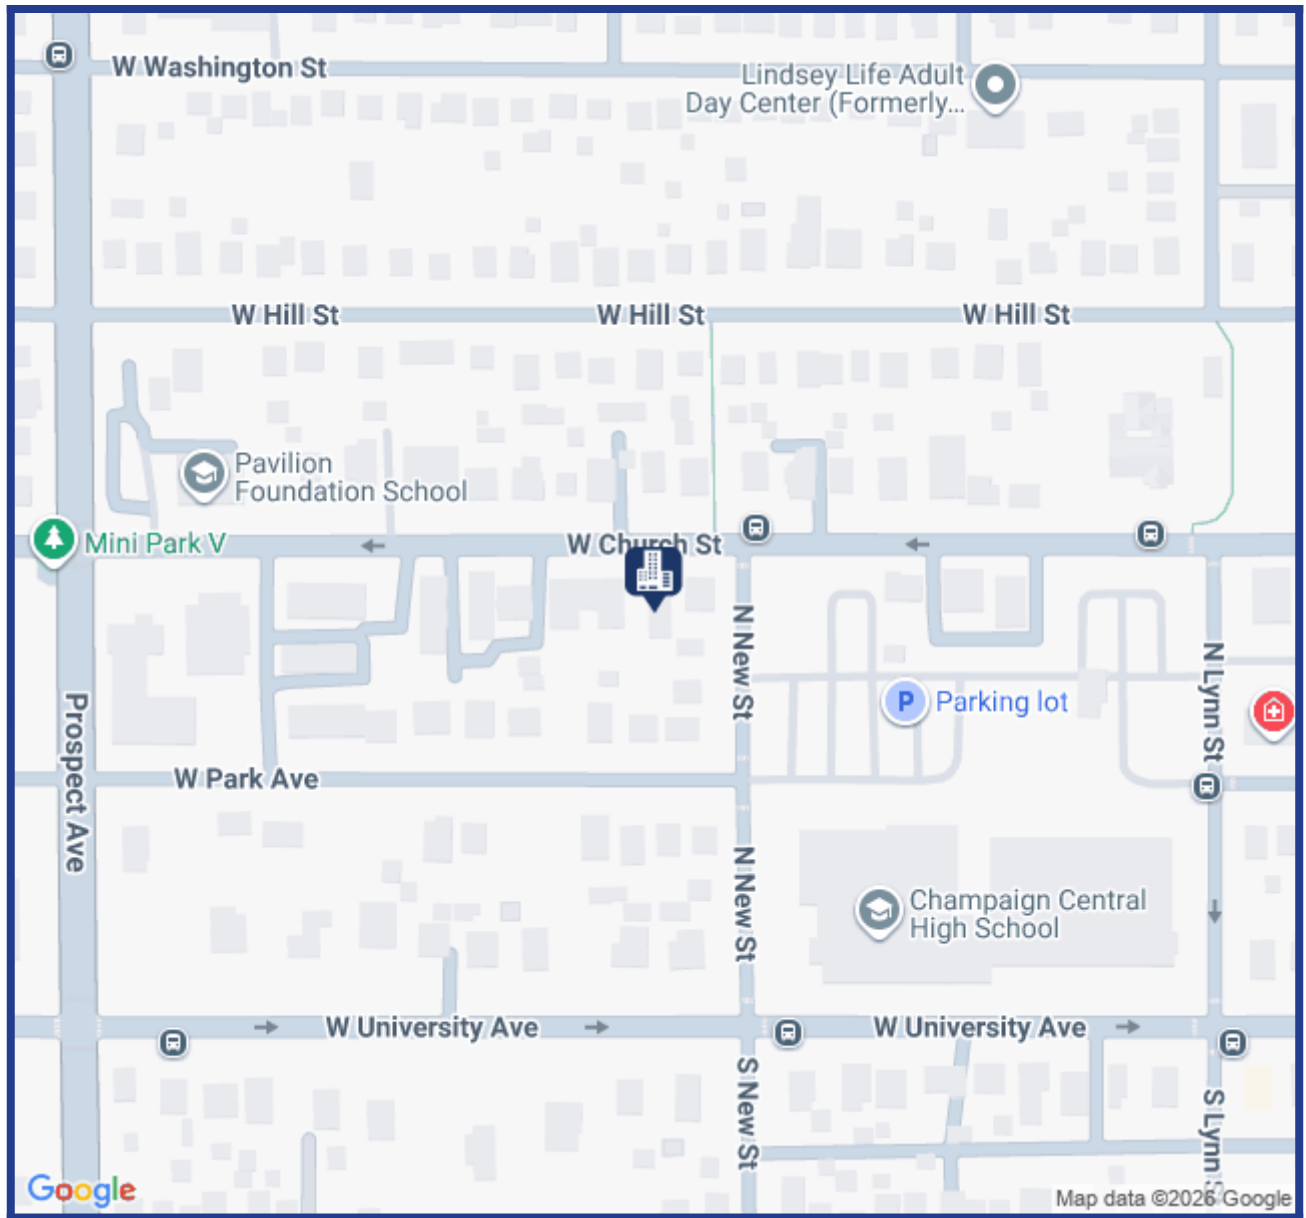 W Washington St
Lindsey Life Adult
Day Center (Formerly...
W Hill St
W Hill St
W Hill St
Pavilion
Foundation School
Mini Park V
W Church St
N New St
N Lynn St
P
Parking lot
Prospect Ave
W Park Ave
N New St
Champaign Central
High School
W University Ave
W University Ave
S New St
S Lynn S
Google
Map data ©2026 Google